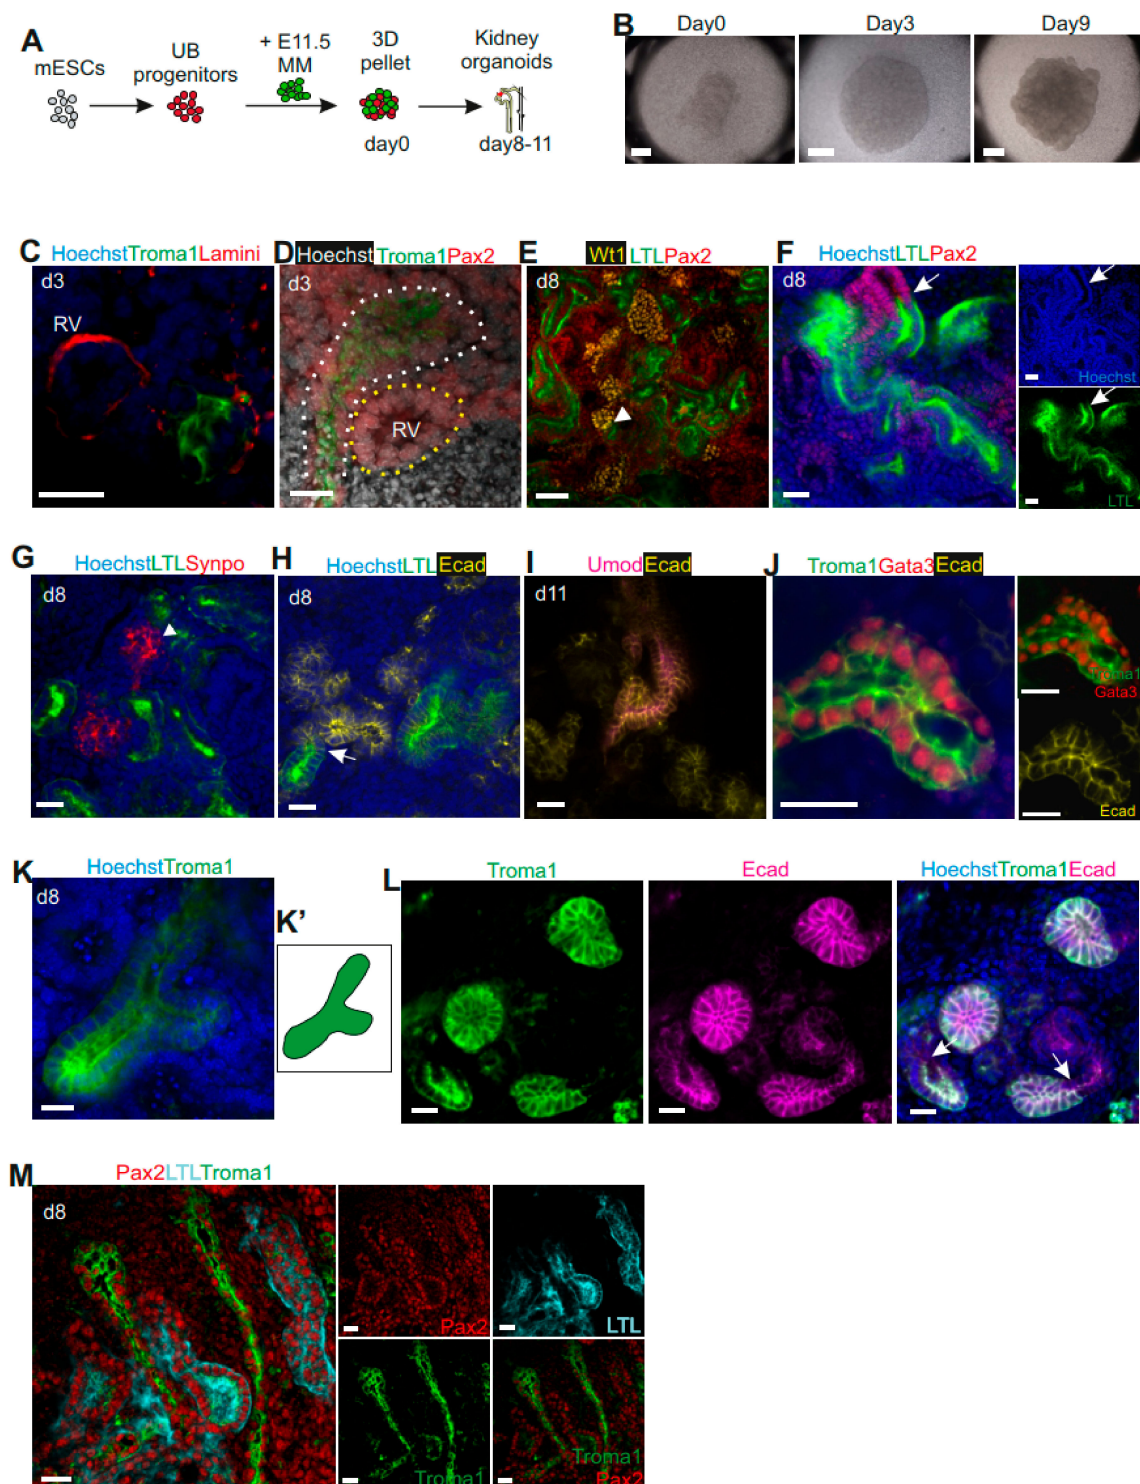 A
mESCs
UB
progenitors
+ E11.5
MM
3D
pellet
day0
Kidney
organoids
day8-11
B
Day0
Day3
Day9
C
HoechstTroma1Lamini
d3
RV
D
HoechstTroma1Pax2
d3
RV
E
Wt1LTLPax2
d8
F
HoechstLTLPax2
d8
Hoechst
LTL
G
HoechstLTLSynpo
d8
H
HoechstLTLEcad
d8
I
UmodEcad
d11
J
Troma1Gata3Ecad
Troma1
Gata3
Ecad
K
HoechstTroma1
d8
K’
L
Troma1
Ecad
HoechstTroma1Ecad
M
Pax2LTLTroma1
d8
Pax2
LTL
Troma1
Troma1
Pax2